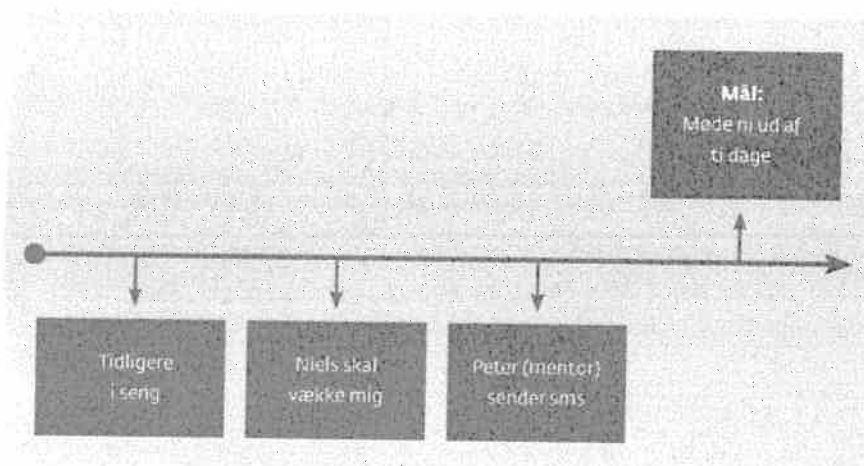 Mål:
Møde ni ud af
ti dage
Tidligere
i seng
Niels skal
vække mig
Peter (mentor)
sender sms